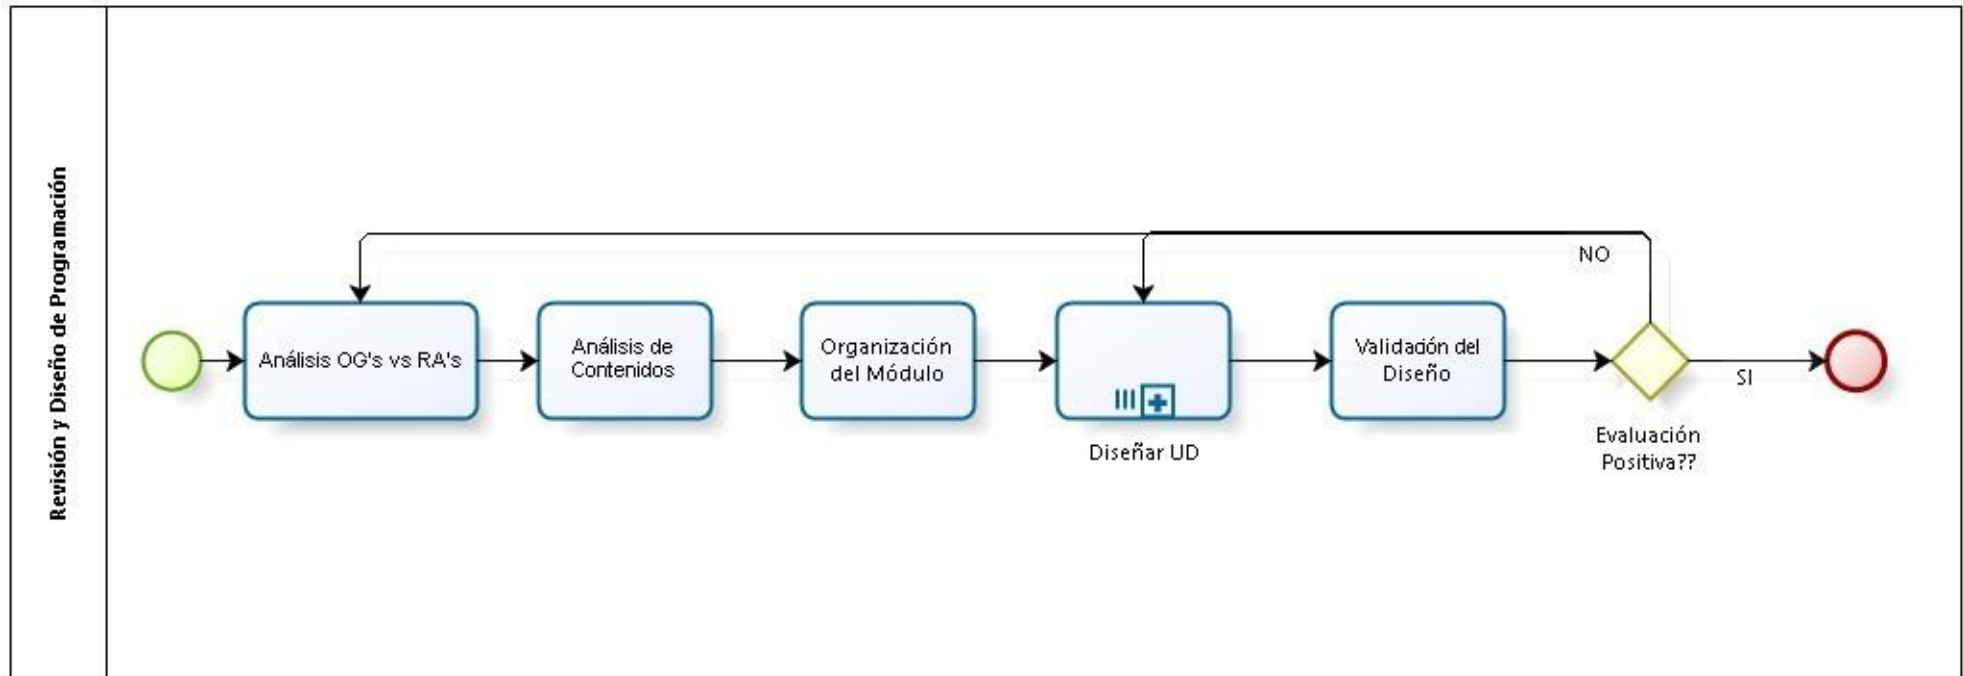 Revisión y Diseño de Programación
NO
Análisis OG's vs RA's
Análisis de
Contenidos
Organización
del Módulo
Diseñar UD
Validación del
Diseño
Evaluación
Positiva??
SI